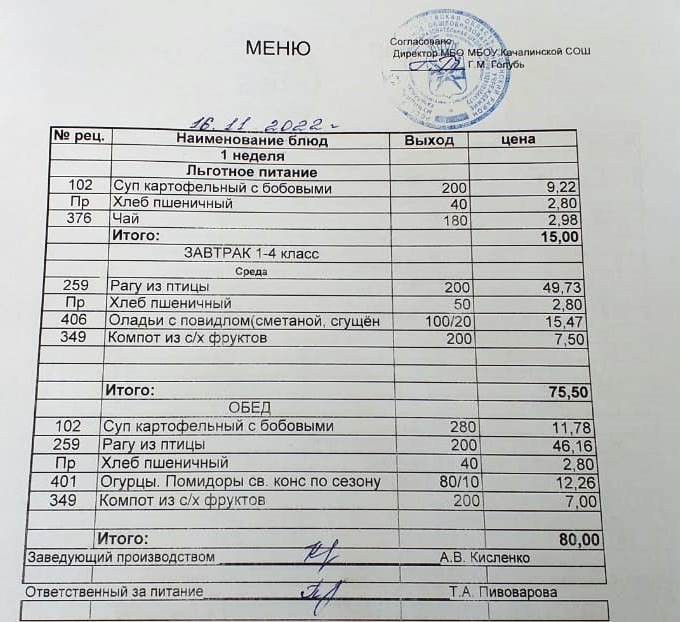 МЕНЮ
Согласовано
Директор МБО МБОУ Качалинской СОШ
Г.М. Голубь
16.11.2022г
№ рец. Наименование блюд Выход цена
1 неделя
Льготное питание
102 Суп картофельный с бобовыми 200 9,22
Пр Хлеб пшеничный 40 2,80
376 Чай 180 2,98
Итого: 15,00
ЗАВТРАК 1-4 класс
Среда
259 Рагу из птицы 200 49,73
Пр Хлеб пшеничный 50 2,80
406 Оладьи с повидлом(сметаной, сгущён 100/20 15,47
349 Компот из с/х фруктов 200 7,50
Итого: 75,50
ОБЕД
102 Суп картофельный с бобовыми 280 11,78
259 Рагу из птицы 200 46,16
Пр Хлеб пшеничный 40 2,80
401 Огурцы. Помидоры св. конс по сезону 80/10 12,26
349 Компот из с/х фруктов 200 7,00
Итого: 80,00
Заведующий производством А.В. Кисленко
Ответственный за питание Т.А. Пивоварова